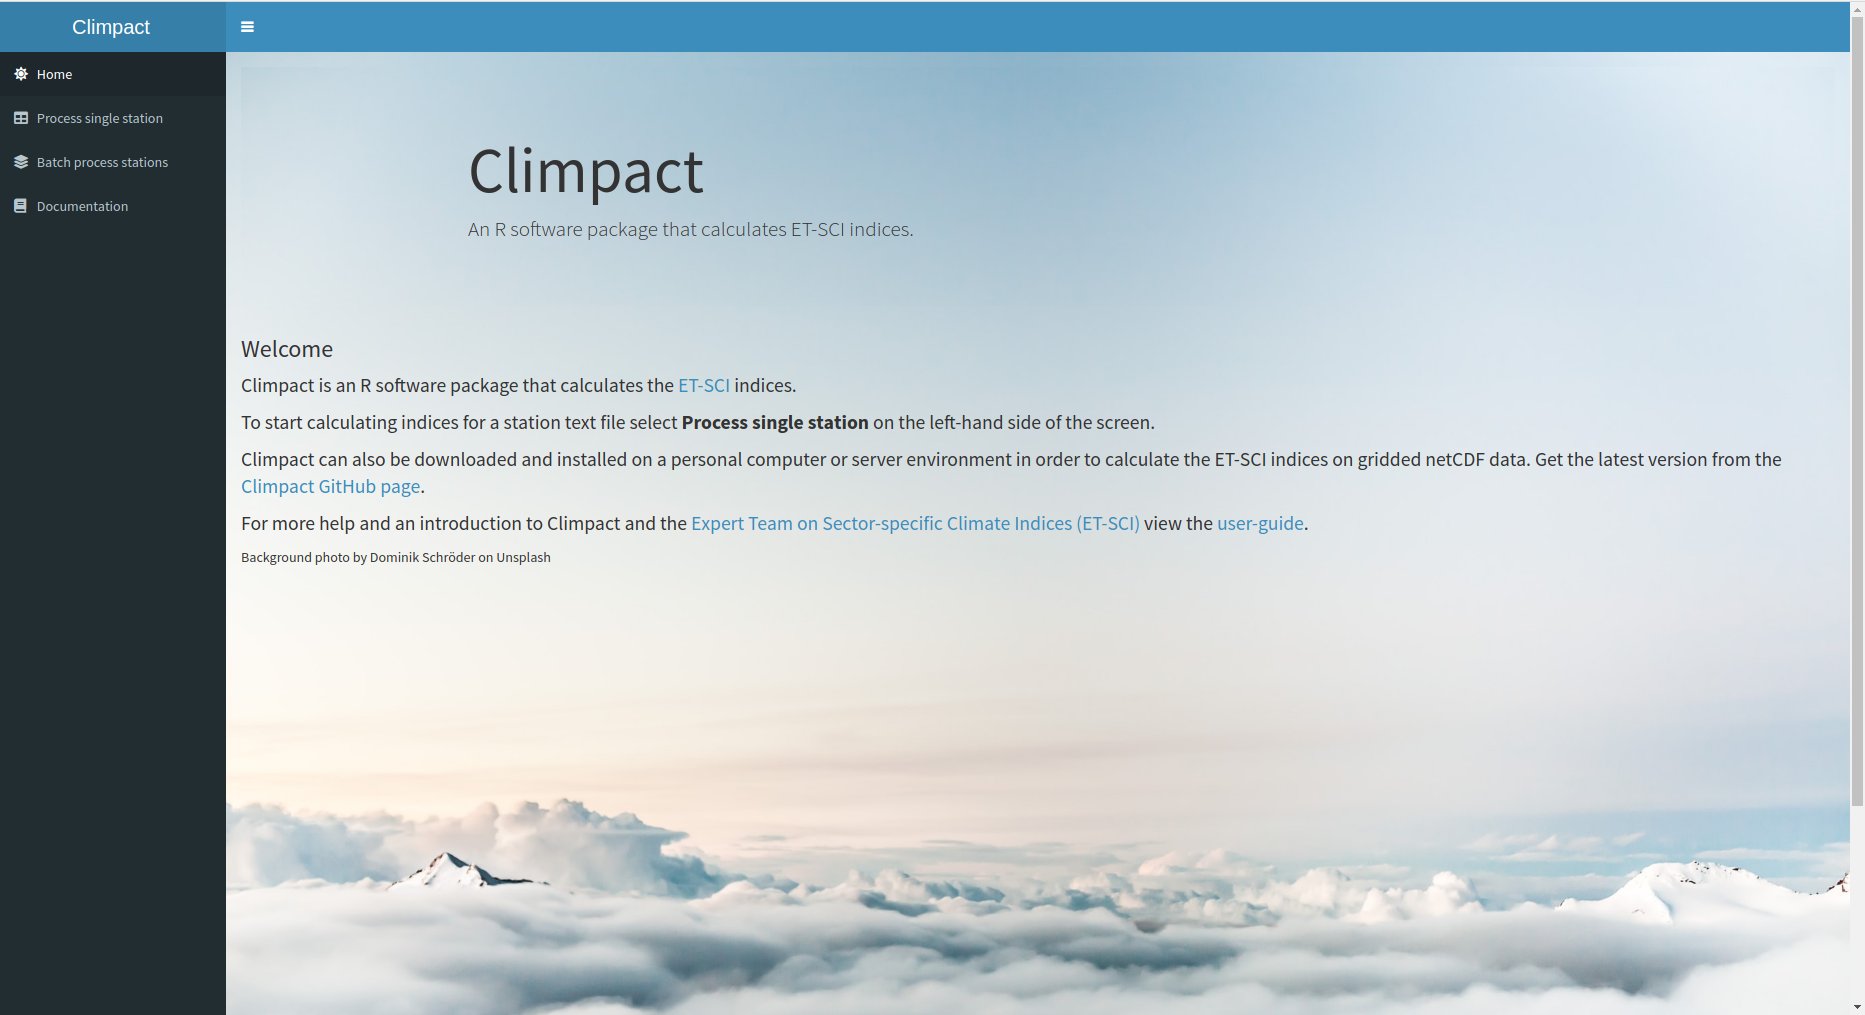 Climpact
Home
Process single station
Batch process stations
Documentation
Climpact
An R software package that calculates ET-SCI indices.
Welcome
Climpact is an R software package that calculates the ET-SCI indices.
To start calculating indices for a station text file select Process single station on the left-hand side of the screen.
Climpact can also be downloaded and installed on a personal computer or server environment in order to calculate the ET-SCI indices on gridded netCDF data. Get the latest version from the
Climpact GitHub page.
For more help and an introduction to Climpact and the Expert Team on Sector-specific Climate Indices (ET-SCI) view the user-guide.
Background photo by Dominik Schröder on Unsplash